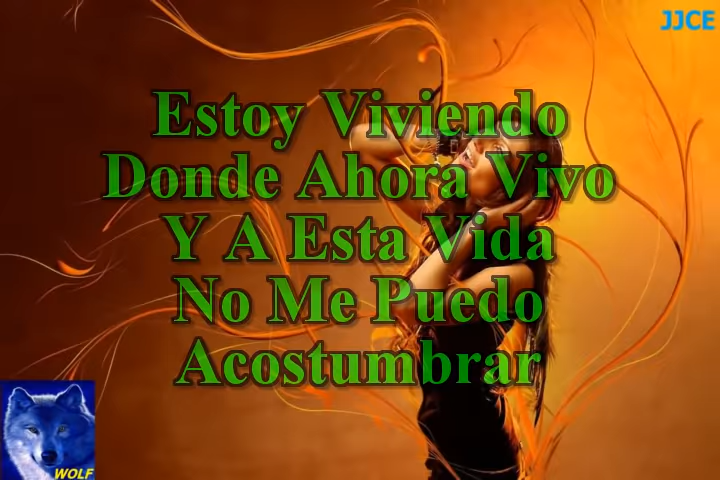 JJCE
Estoy Viviendo
Donde Ahora Vivo
Y A Esta Vida
No Me Puedo
Acostumbrar
WOLF